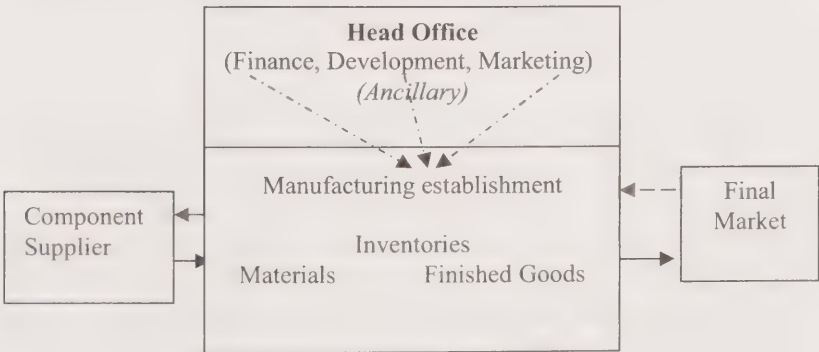 Head Office
(Finance, Development, Marketing)
(Ancillary)
Manufacturing establishment
Component
Supplier
Inventories
Materials Finished Goods
Final
Market